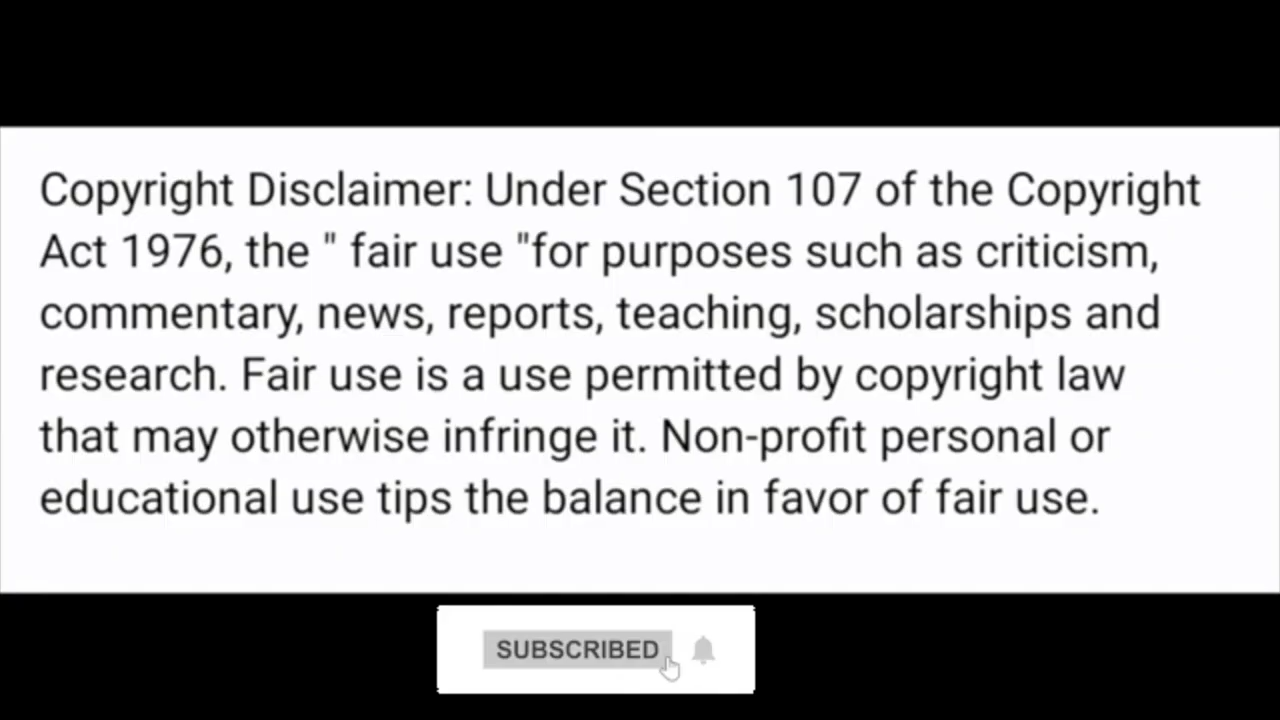 Copyright Disclaimer: Under Section 107 of the Copyright
Act 1976, the " fair use "for purposes such as criticism,
commentary, news, reports, teaching, scholarships and
research. Fair use is a use permitted by copyright law
that may otherwise infringe it. Non-profit personal or
educational use tips the balance in favor of fair use.
SUBSCRIBED